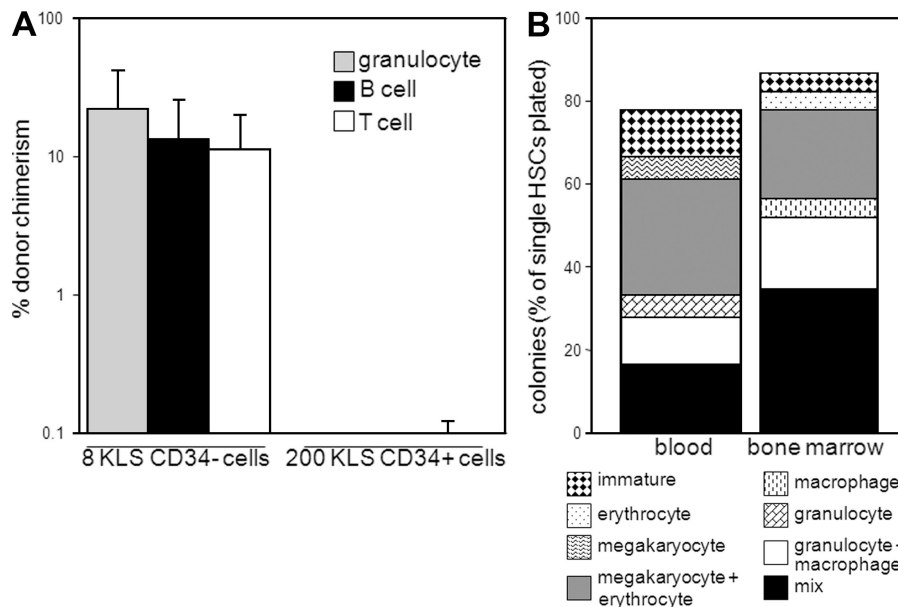 A
% donor chimerism
100
10
1
0.1
granulocyte
B cell
T cell
8 KLS CD34- cells
200 KLS CD34+ cells
B
colonies (% of single HSCs plated)
100
80
60
40
20
0
blood
bone marrow
immature
erythrocyte
megakaryocyte
megakaryocyte +
erythrocyte
macrophage
granulocyte
granulocyte -
macrophage
mix